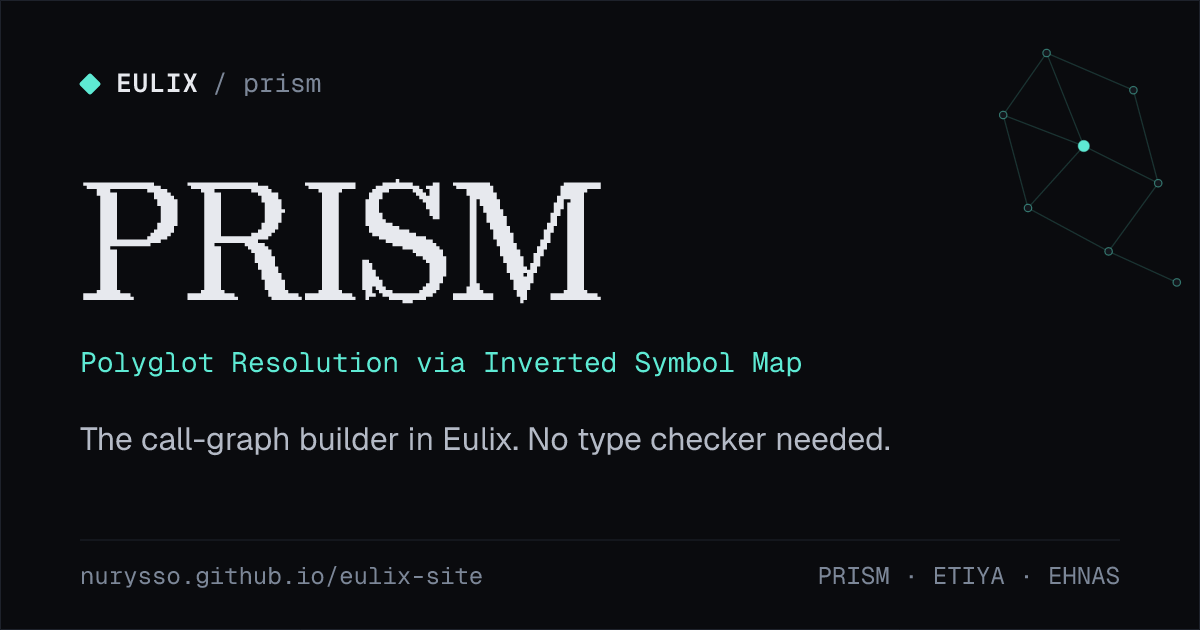 EULIX / prism
PRISM
Polyglot Resolution via Inverted Symbol Map
The call-graph builder in Eulix. No type checker needed.
nurysso.github.io/eulix-site
PRISM · ETIYA · EHNAS